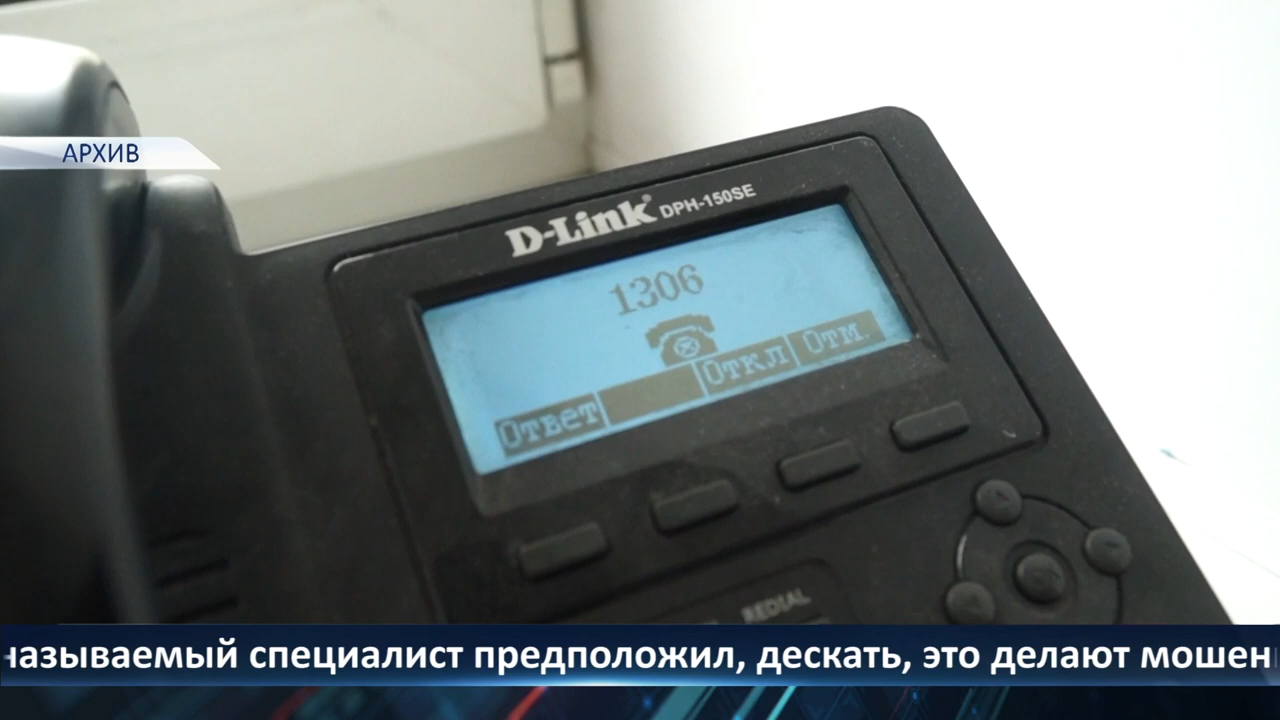 АРХИВ
D-Link DPH-150SE
1306
Ответ Откл Отм.
REDIAL
называемый специалист предположил, дескать, это делают мошен